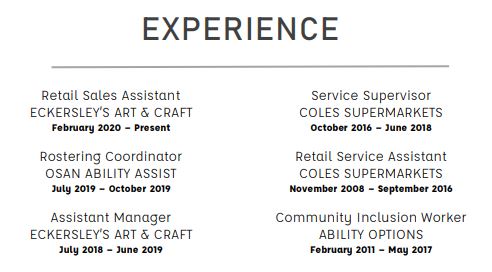 EXPERIENCE
Retail Sales Assistant
ECKERSLEY'S ART & CRAFT
February 2020 – Present
Rostering Coordinator
OSAN ABILITY ASSIST
July 2019 – October 2019
Assistant Manager
ECKERSLEY'S ART & CRAFT
July 2018 – June 2019
Service Supervisor
COLES SUPERMARKETS
October 2016 – June 2018
Retail Service Assistant
COLES SUPERMARKETS
November 2008 – September 2016
Community Inclusion Worker
ABILITY OPTIONS
February 2011 – May 2017